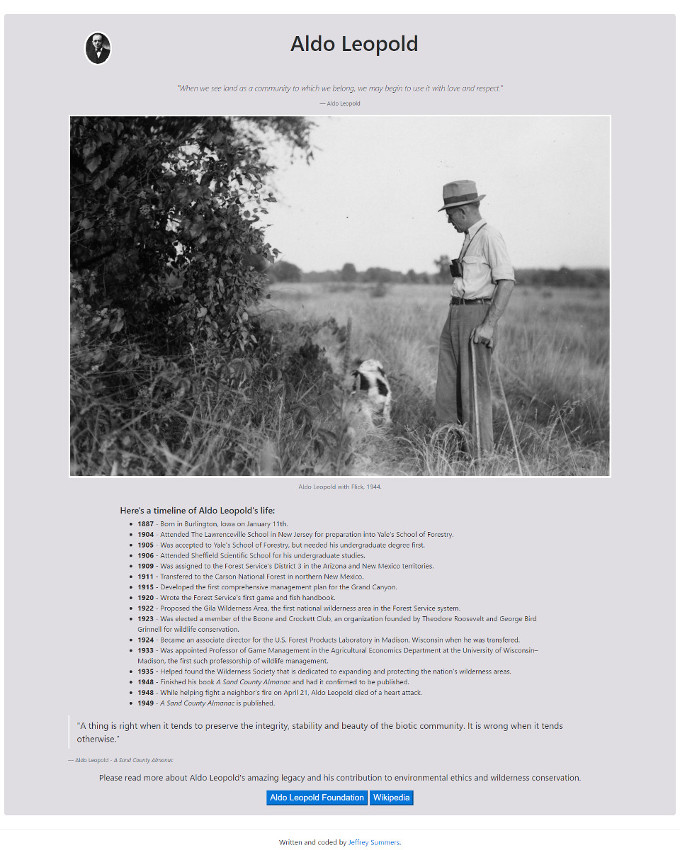 Aldo Leopold
"When we see land as a community to which we belong, we may begin to use it with love and respect."
— Aldo Leopold
Aldo Leopold with Flick, 1944.
Here's a timeline of Aldo Leopold's life:
• 1887 - Born in Burlington, Iowa on January 11th.
• 1904 - Attended The Lawrenceville School in New Jersey for preparation into Yale's School of Forestry.
• 1905 - Was accepted to Yale's School of Forestry, but needed his undergraduate degree first.
• 1906 - Attended Sheffield Scientific School for his undergraduate studies.
• 1909 - Was assigned to the Forest Service's District 3 in the Arizona and New Mexico territories.
• 1911 - Transfered to the Carson National Forest in northern New Mexico.
• 1915 - Developed the first comprehensive management plan for the Grand Canyon.
• 1920 - Wrote the Forest Service's first game and fish handbook.
• 1922 - Proposed the Gila Wilderness Area, the first national wilderness area in the Forest Service system.
• 1923 - Was elected a member of the Boone and Crockett Club, an organization founded by Theodore Roosevelt and George Bird
Grinnell for wildlife conservation.
• 1924 - Became an associate director for the U.S. Forest Products Laboratory in Madison, Wisconsin when he was transferred.
• 1933 - Was appointed Professor of Game Management in the Agricultural Economics Department at the University of Wisconsin–
Madison, the first such professorship of wildlife management.
• 1935 - Helped found the Wilderness Society that is dedicated to expanding and protecting the nation's wilderness areas.
• 1948 - Finished his book A Sand County Almanac and had it confirmed to be published.
• 1948 - While helping fight a neighbor's fire on April 21, Aldo Leopold died of a heart attack.
• 1949 - A Sand County Almanac is published.
"A thing is right when it tends to preserve the integrity, stability and beauty of the biotic community. It is wrong when it tends
otherwise."
— Aldo Leopold - A Sand County Almanac
Please read more about Aldo Leopold's amazing legacy and his contribution to environmental ethics and wilderness conservation.
Aldo Leopold Foundation Wikipedia
Written and coded by Jeffrey Summers.